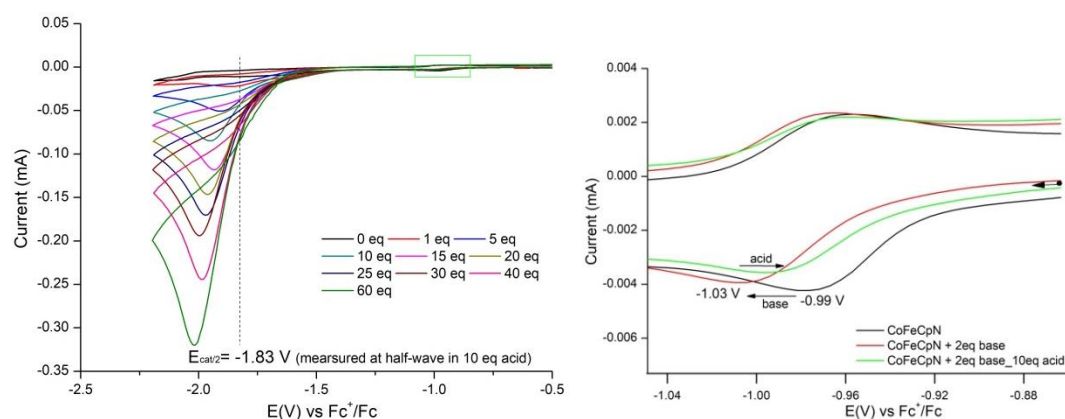 0.05
0.00
-0.05
-0.10
-0.15
-0.20
-0.25
-0.30
-0.35
Current (mA)
0 eq 1 eq 5 eq
10 eq 15 eq 20 eq
25 eq 30 eq 40 eq
60 eq
Ecat/2= -1.83 V (mearsured at half-wave in 10 eq acid)
-2.5 -2.0 -1.5 -1.0 -0.5
E(V) vs Fc+/Fc
0.004
0.002
0.000
-0.002
-0.004
-0.006
Current (mA)
acid
-1.03 V -0.99 V
base
CoFeCpN
CoFeCpN + 2eq base
CoFeCpN + 2eq base_10eq acid
-1.04 -1.00 -0.96 -0.92 -0.88
E(V) vs Fc+/Fc